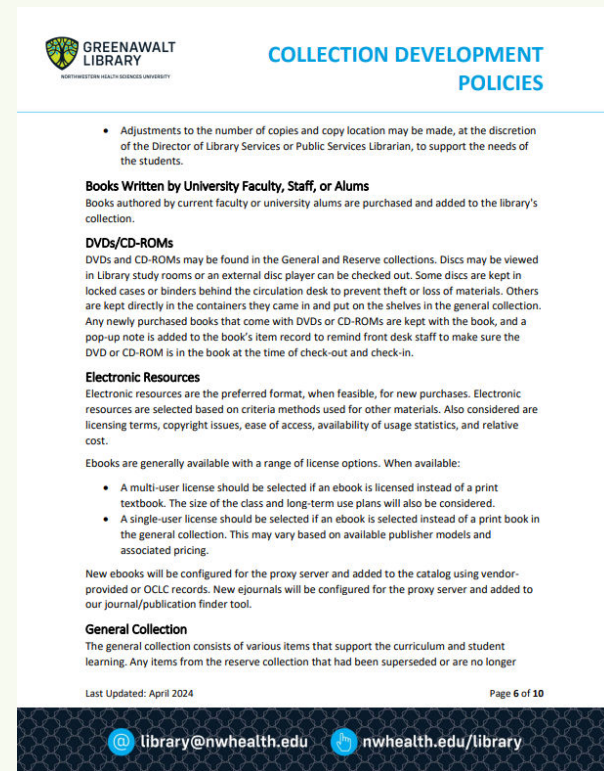 GREENAWALT
LIBRARY
NORTHWESTERN HEALTH SCIENCES UNIVERSITY
COLLECTION DEVELOPMENT
POLICIES
• Adjustments to the number of copies and copy location may be made, at the discretion
of the Director of Library Services or Public Services Librarian, to support the needs of
the students.
Books Written by University Faculty, Staff, or Alums
Books authored by current faculty or university alums are purchased and added to the library's
collection.
DVDs/CD-ROMs
DVDs and CD-ROMs may be found in the General and Reserve collections. Discs may be viewed
in Library study rooms or an external disc player can be checked out. Some discs are kept in
locked cases or binders behind the circulation desk to prevent theft or loss of materials. Others
are kept directly in the containers they came in and put on the shelves in the general collection.
Any newly purchased books that come with DVDs or CD-ROMs are kept with the book, and a
pop-up note is added to the book's item record to remind front desk staff to make sure the
DVD or CD-ROM is in the book at the time of check-out and check-in.
Electronic Resources
Electronic resources are the preferred format, when feasible, for new purchases. Electronic
resources are selected based on criteria methods used for other materials. Also considered are
licensing terms, copyright issues, ease of access, availability of usage statistics, and relative
cost.
Ebooks are generally available with a range of license options. When available:
• A multi-user license should be selected if an ebook is licensed instead of a print
textbook. The size of the class and long-term use plans will also be considered.
• A single-user license should be selected if an ebook is selected instead of a print book in
the general collection. This may vary based on available publisher models and
associated pricing.
New ebooks will be configured for the proxy server and added to the catalog using vendor-
provided or OCLC records. New ejournals will be configured for the proxy server and added to
our journal/publication finder tool.
General Collection
The general collection consists of various items that support the curriculum and student
learning. Any items from the reserve collection that had been superseded or are no longer
Last Updated: April 2024
Page 6 of 10
@ library@nwhealth.edu
nwhealth.edu/library